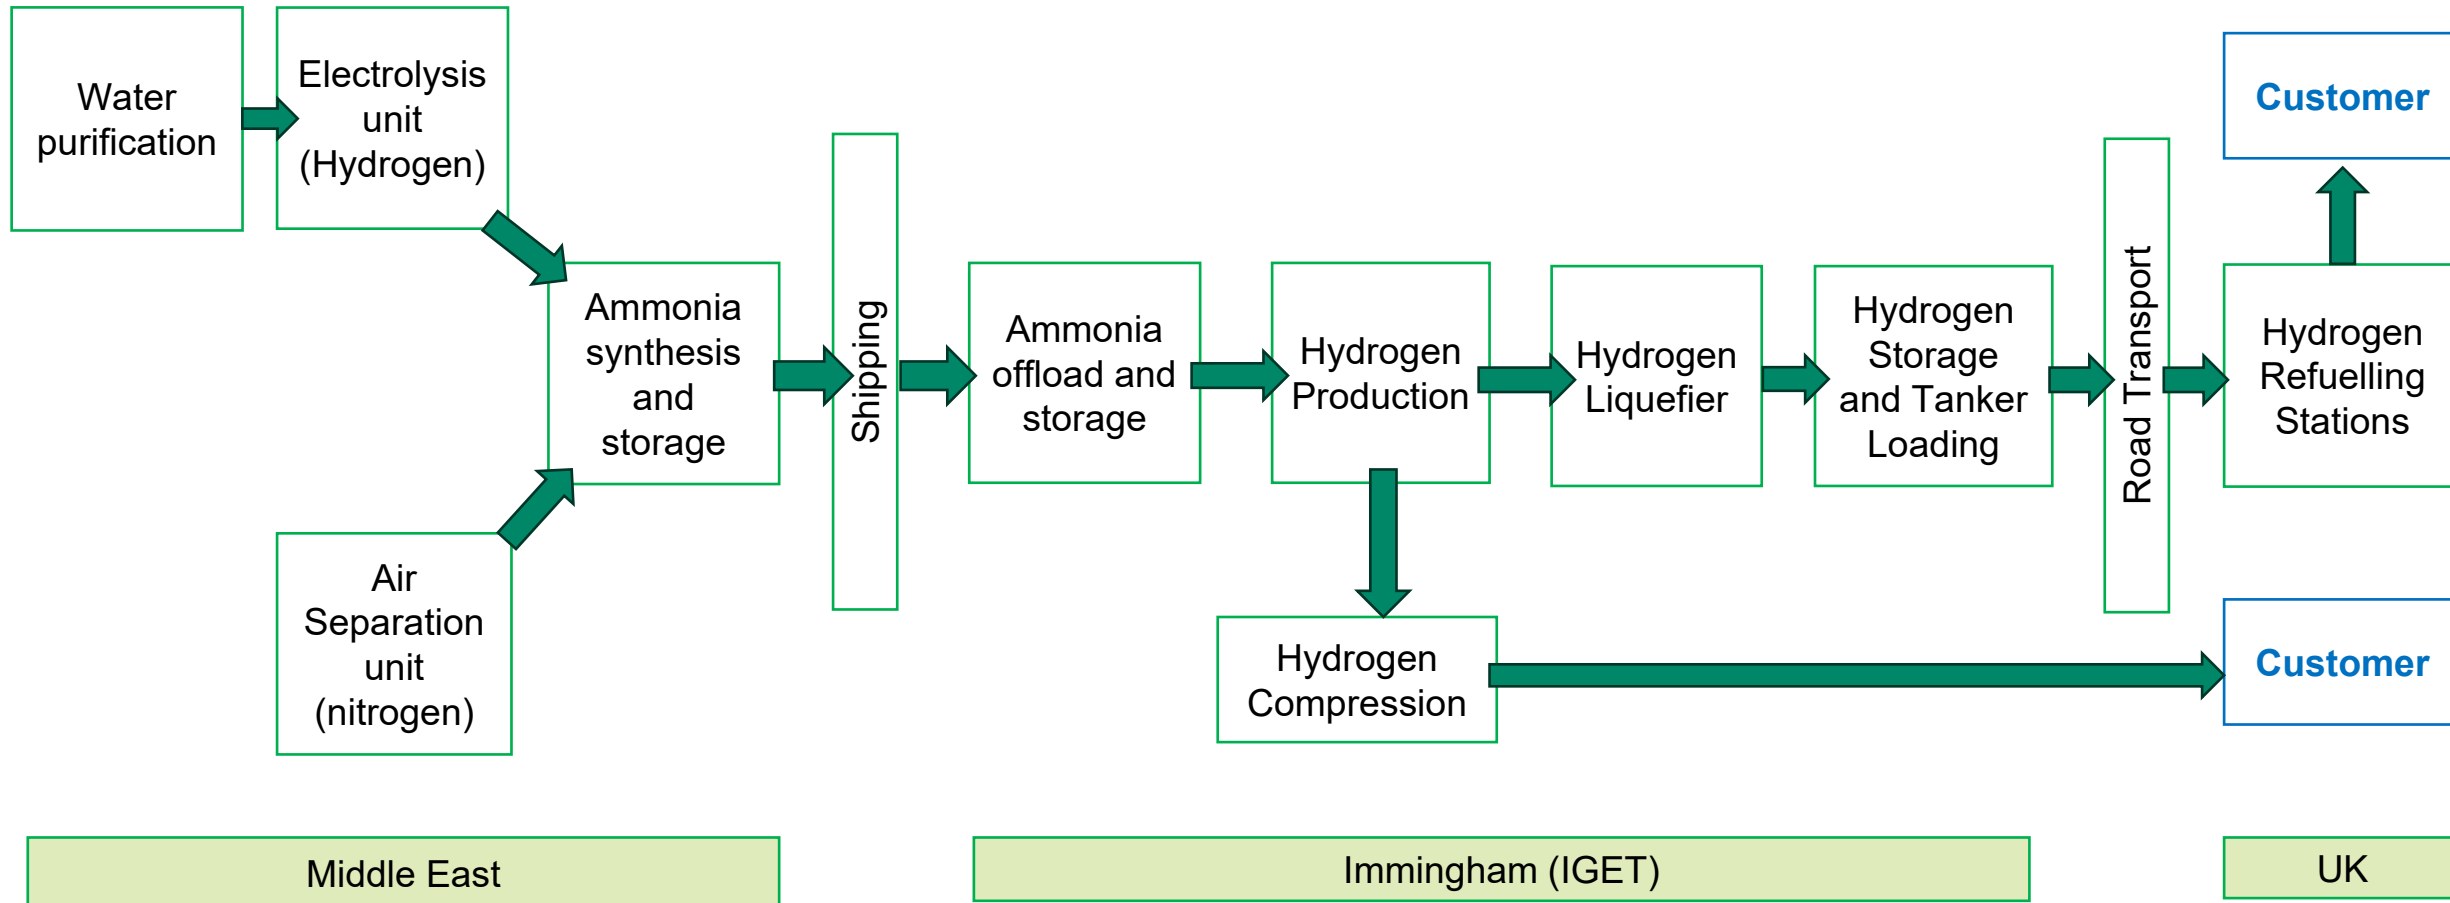 Water
purification
Electrolysis
unit
(Hydrogen)
Air
Separation
unit
(nitrogen)
Ammonia
synthesis
and
storage
Shipping
Ammonia
offload and
storage
Hydrogen
Production
Hydrogen
Compression
Hydrogen
Liquefier
Hydrogen
Storage
and Tanker
Loading
Road Transport
Customer
Hydrogen
Refuelling
Stations
Customer
Middle East
Immingham (IGET)
UK